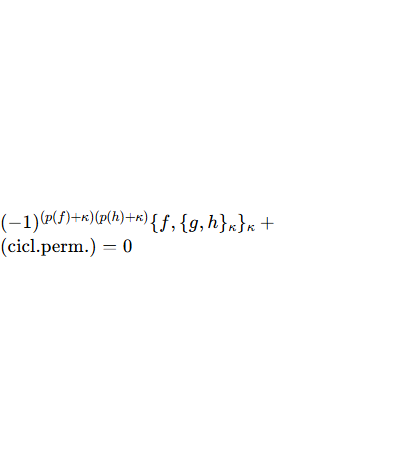 (−1)^{(p(f)+κ)(p(h)+κ)}{f, {g, h}_κ}_κ +
(cicl.perm.) = 0